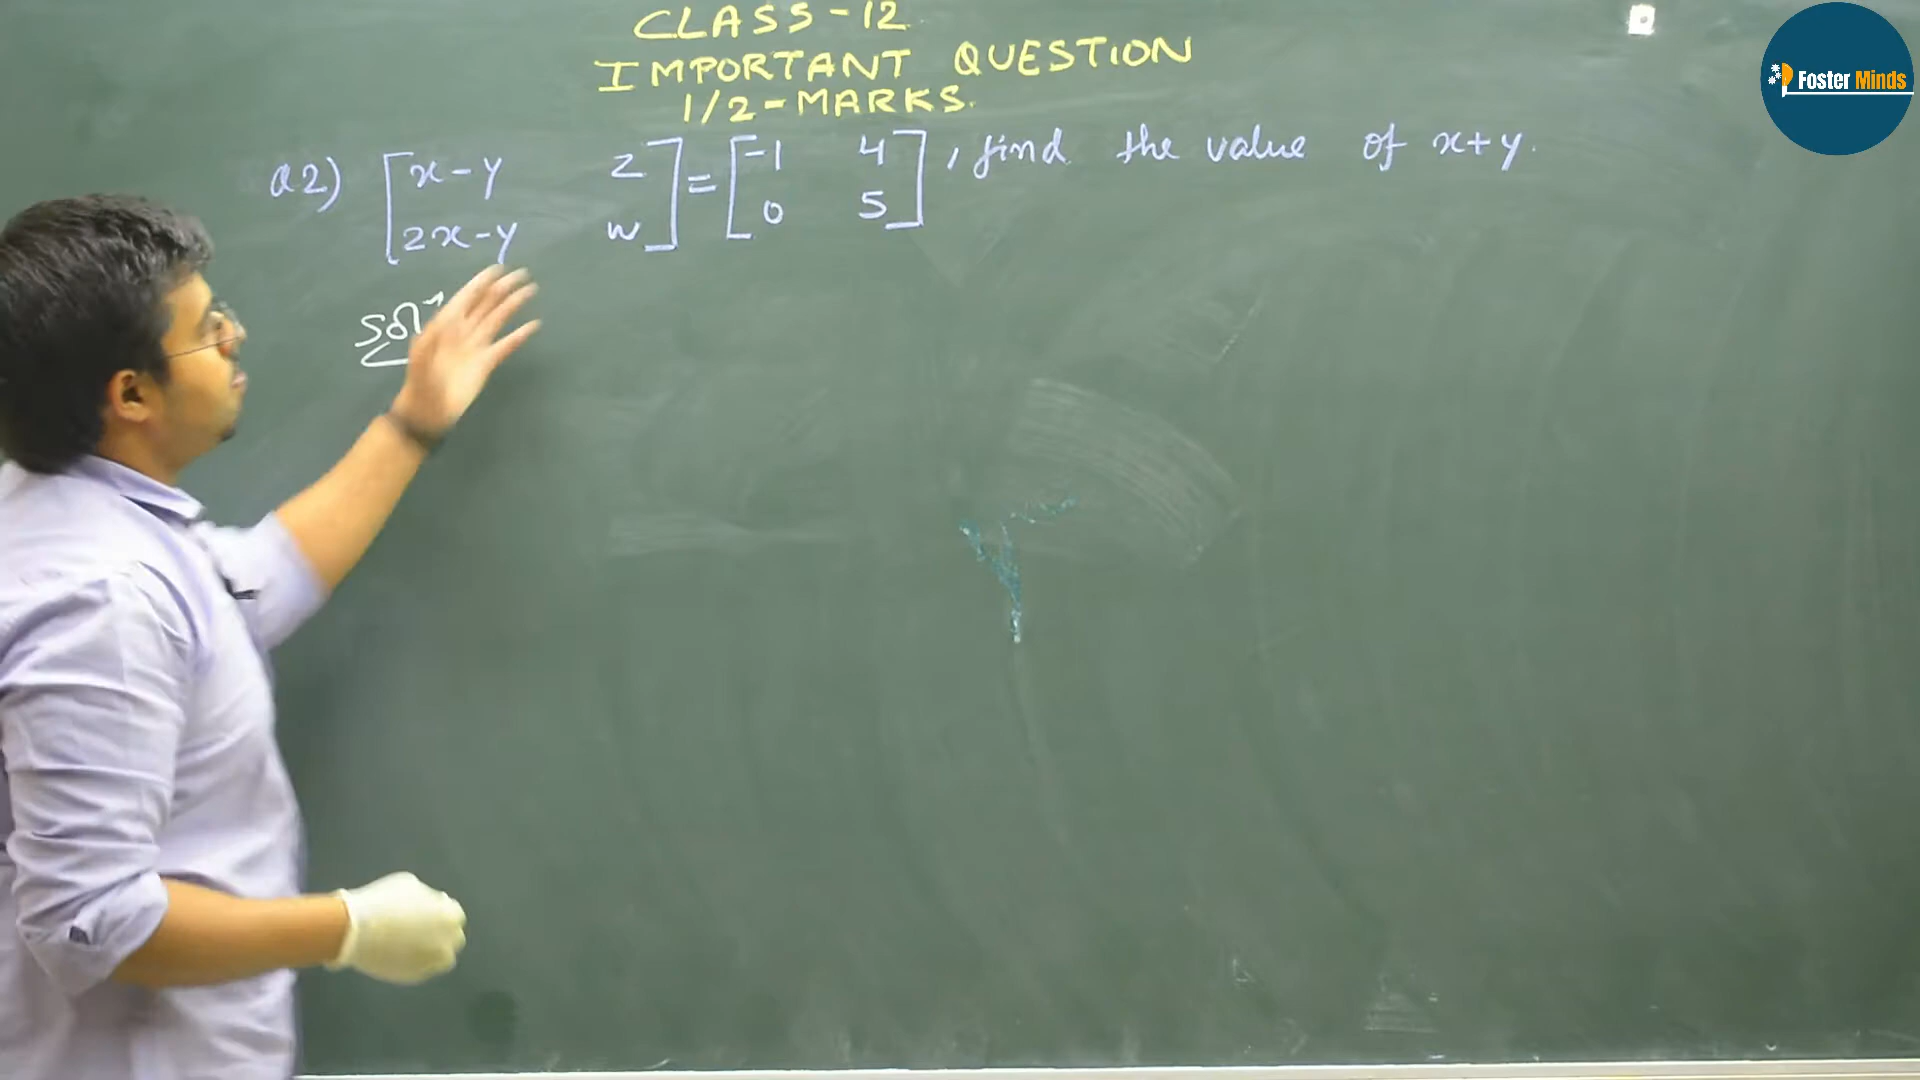 CLASS-12
IMPORTANT QUESTION
1/2-MARKS.
Q2) [x-y z
2x-y w] = [-1 4
0 5], find the value of x+y.
Sol
Foster Minds